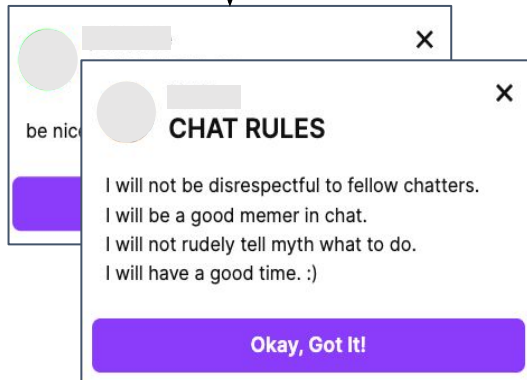 be nice
CHAT RULES
I will not be disrespectful to fellow chatters.
I will be a good memer in chat.
I will not rudely tell myth what to do.
I will have a good time. :)
Okay, Got It!